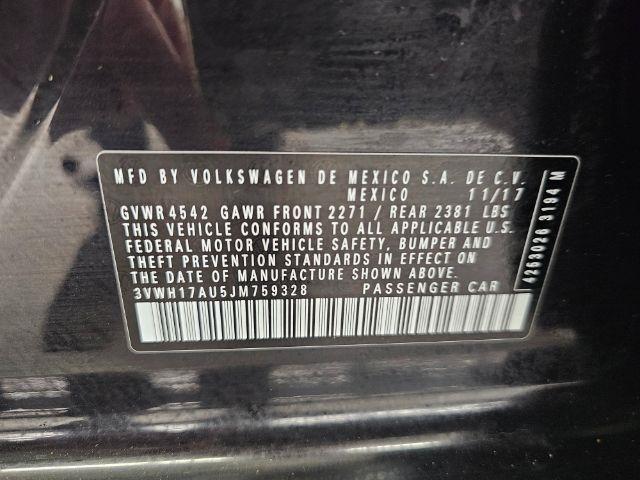 MFD BY VOLKSWAGEN DE MEXICO S.A. DE C.V.
MEXICO 11/17
GVWR 4542 GAWR FRONT 2271 / REAR 2381 LBS
THIS VEHICLE CONFORMS TO ALL APPLICABLE U.S.
FEDERAL MOTOR VEHICLE SAFETY, BUMPER AND
THEFT PREVENTION STANDARDS IN EFFECT ON
THE DATE OF MANUFACTURE SHOWN ABOVE.
3VWH17AU5JM759328 PASSENGER CAR
4263026 3194 M